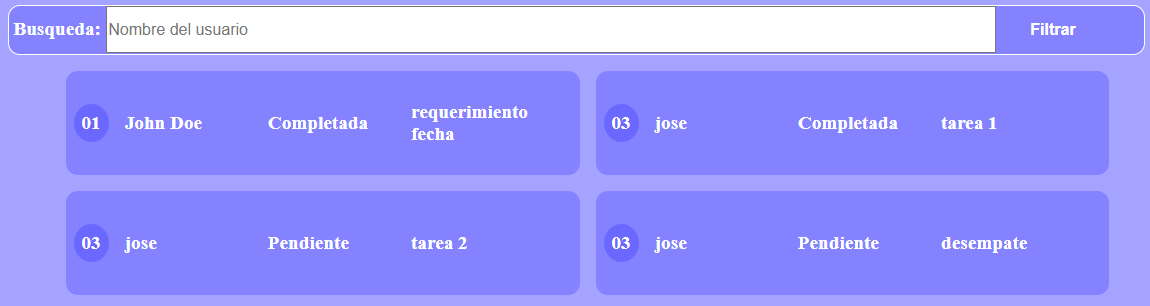 Busqueda: Nombre del usuario Filtrar
01 John Doe Completada requerimiento
fecha
03 jose Completada tarea 1
03 jose Pendiente tarea 2
03 jose Pendiente desempate